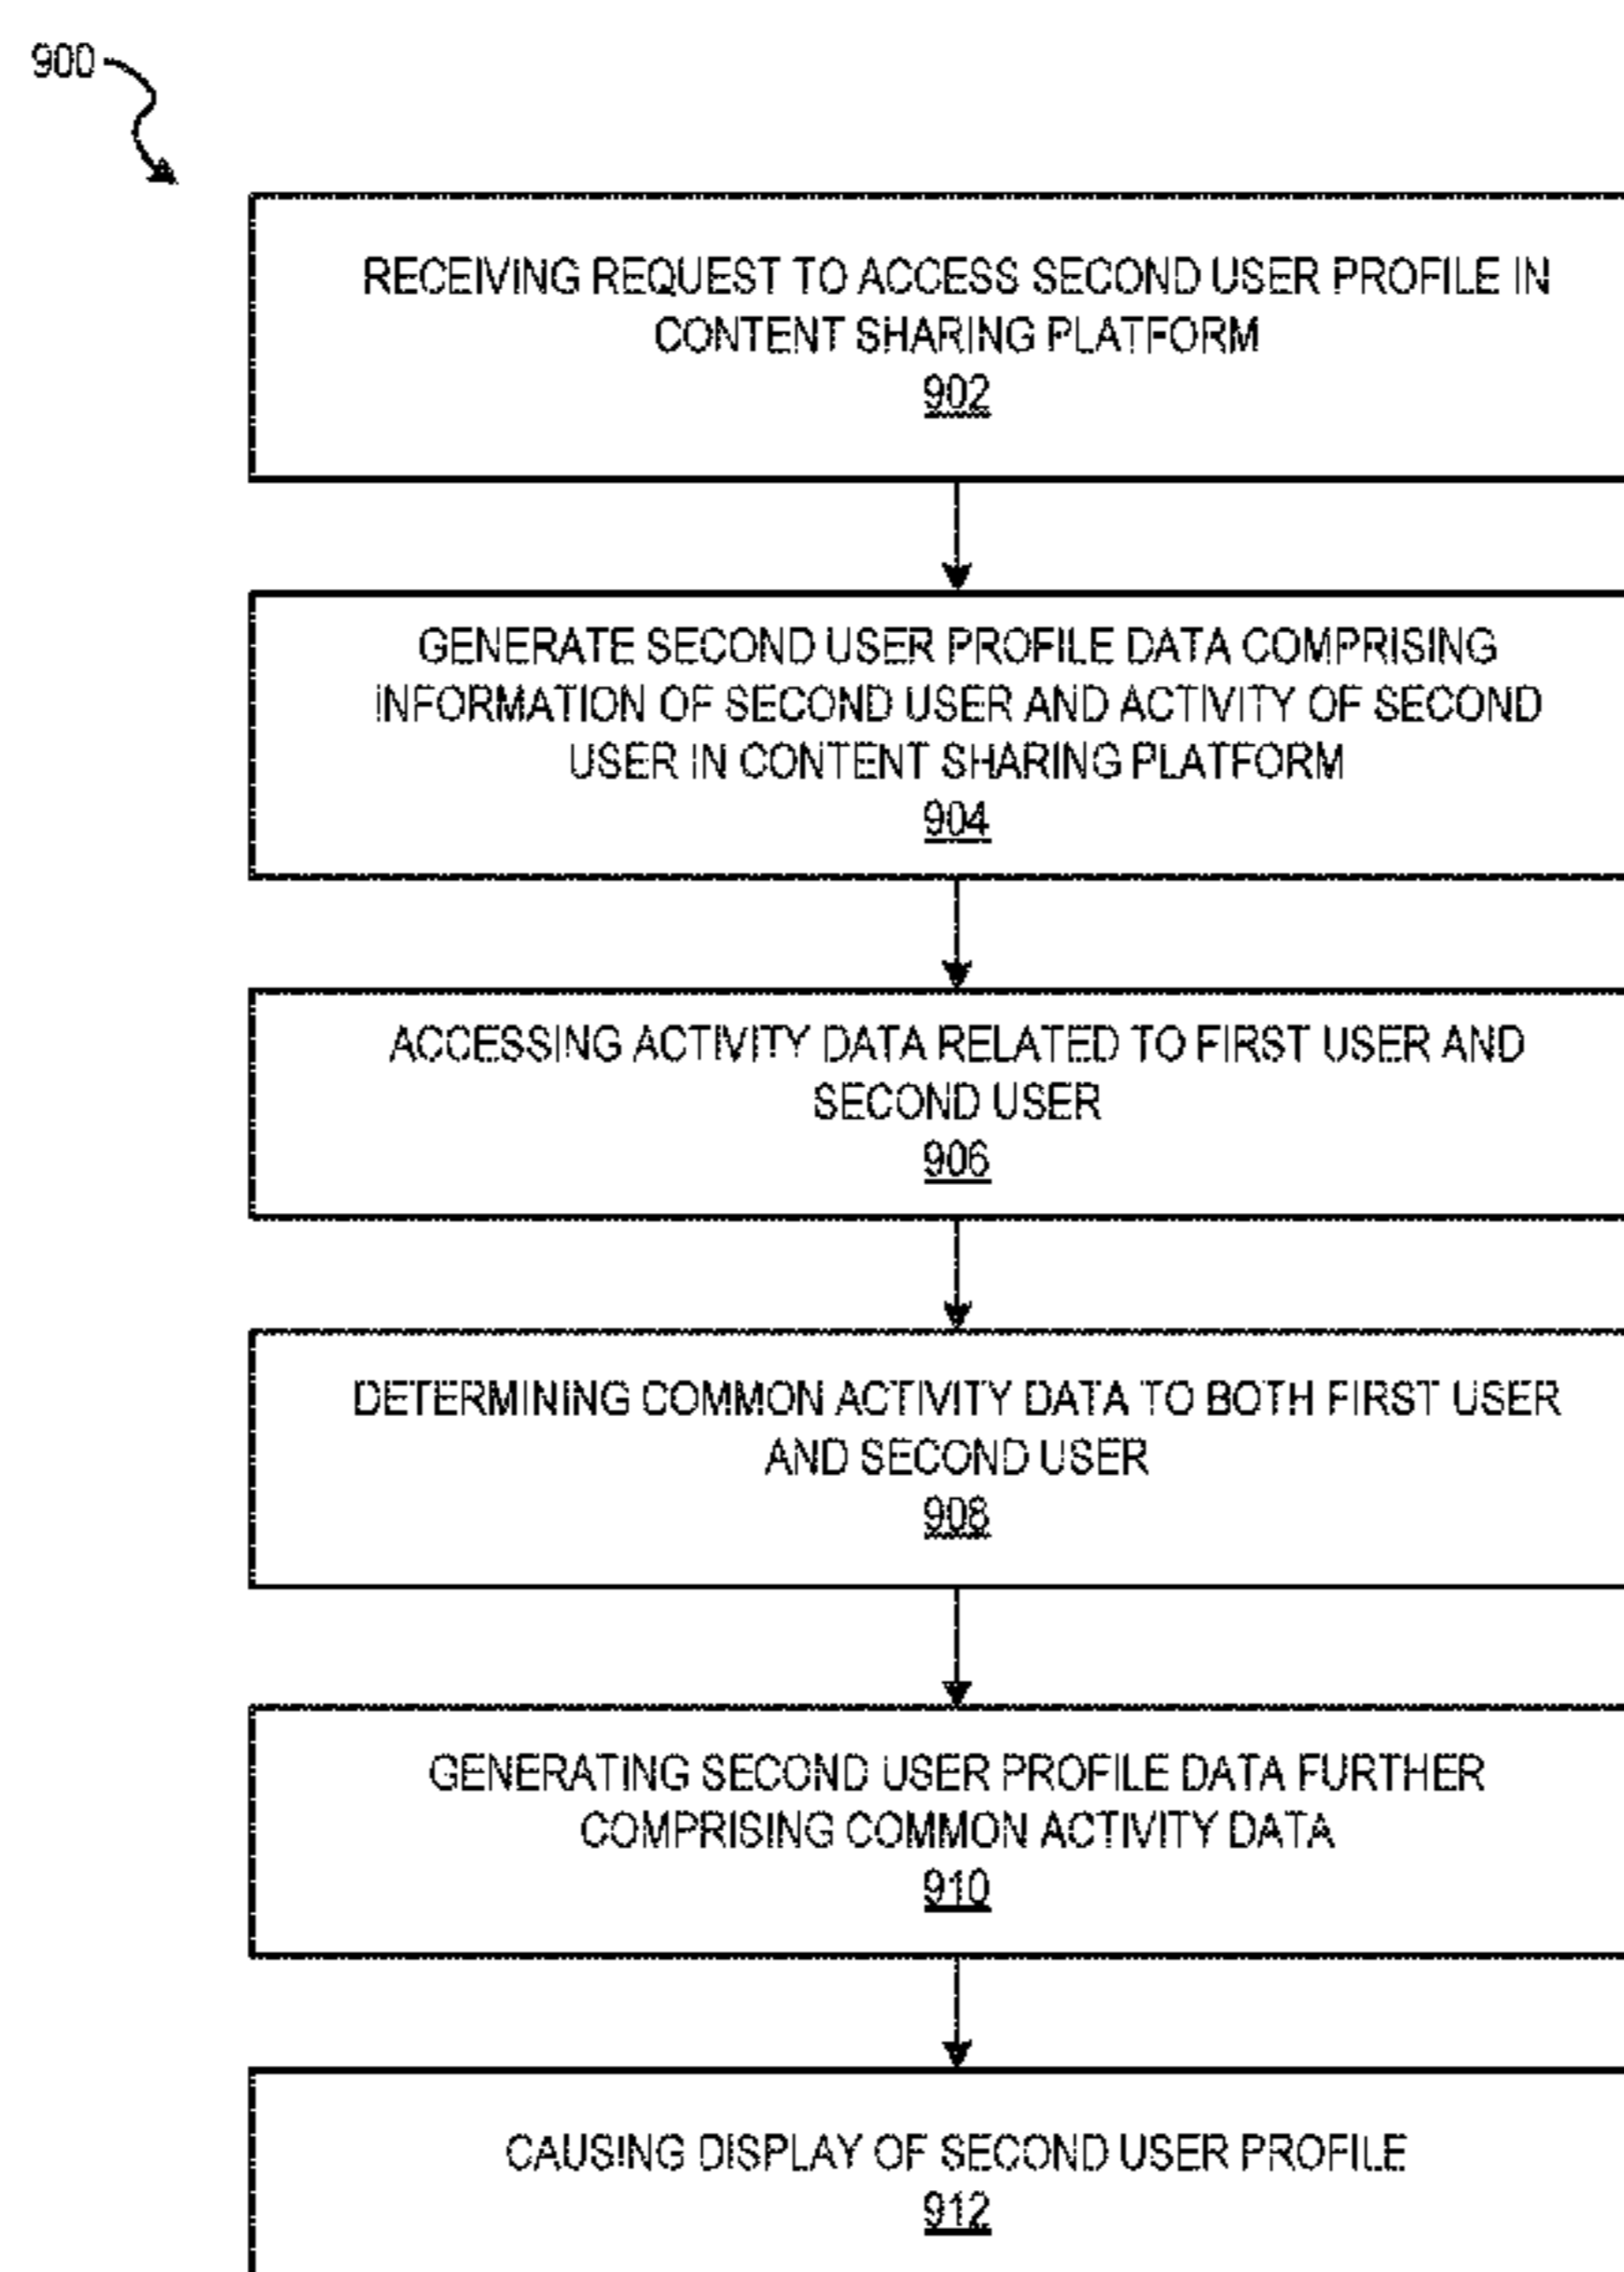 900
RECEIVING REQUEST TO ACCESS SECOND USER PROFILE IN
CONTENT SHARING PLATFORM
902
GENERATE SECOND USER PROFILE DATA COMPRISING
INFORMATION OF SECOND USER AND ACTIVITY OF SECOND
USER IN CONTENT SHARING PLATFORM
904
ACCESSING ACTIVITY DATA RELATED TO FIRST USER AND
SECOND USER
906
DETERMINING COMMON ACTIVITY DATA TO BOTH FIRST USER
AND SECOND USER
908
GENERATING SECOND USER PROFILE DATA FURTHER
COMPRISING COMMON ACTIVITY DATA
910
CAUSING DISPLAY OF SECOND USER PROFILE
912